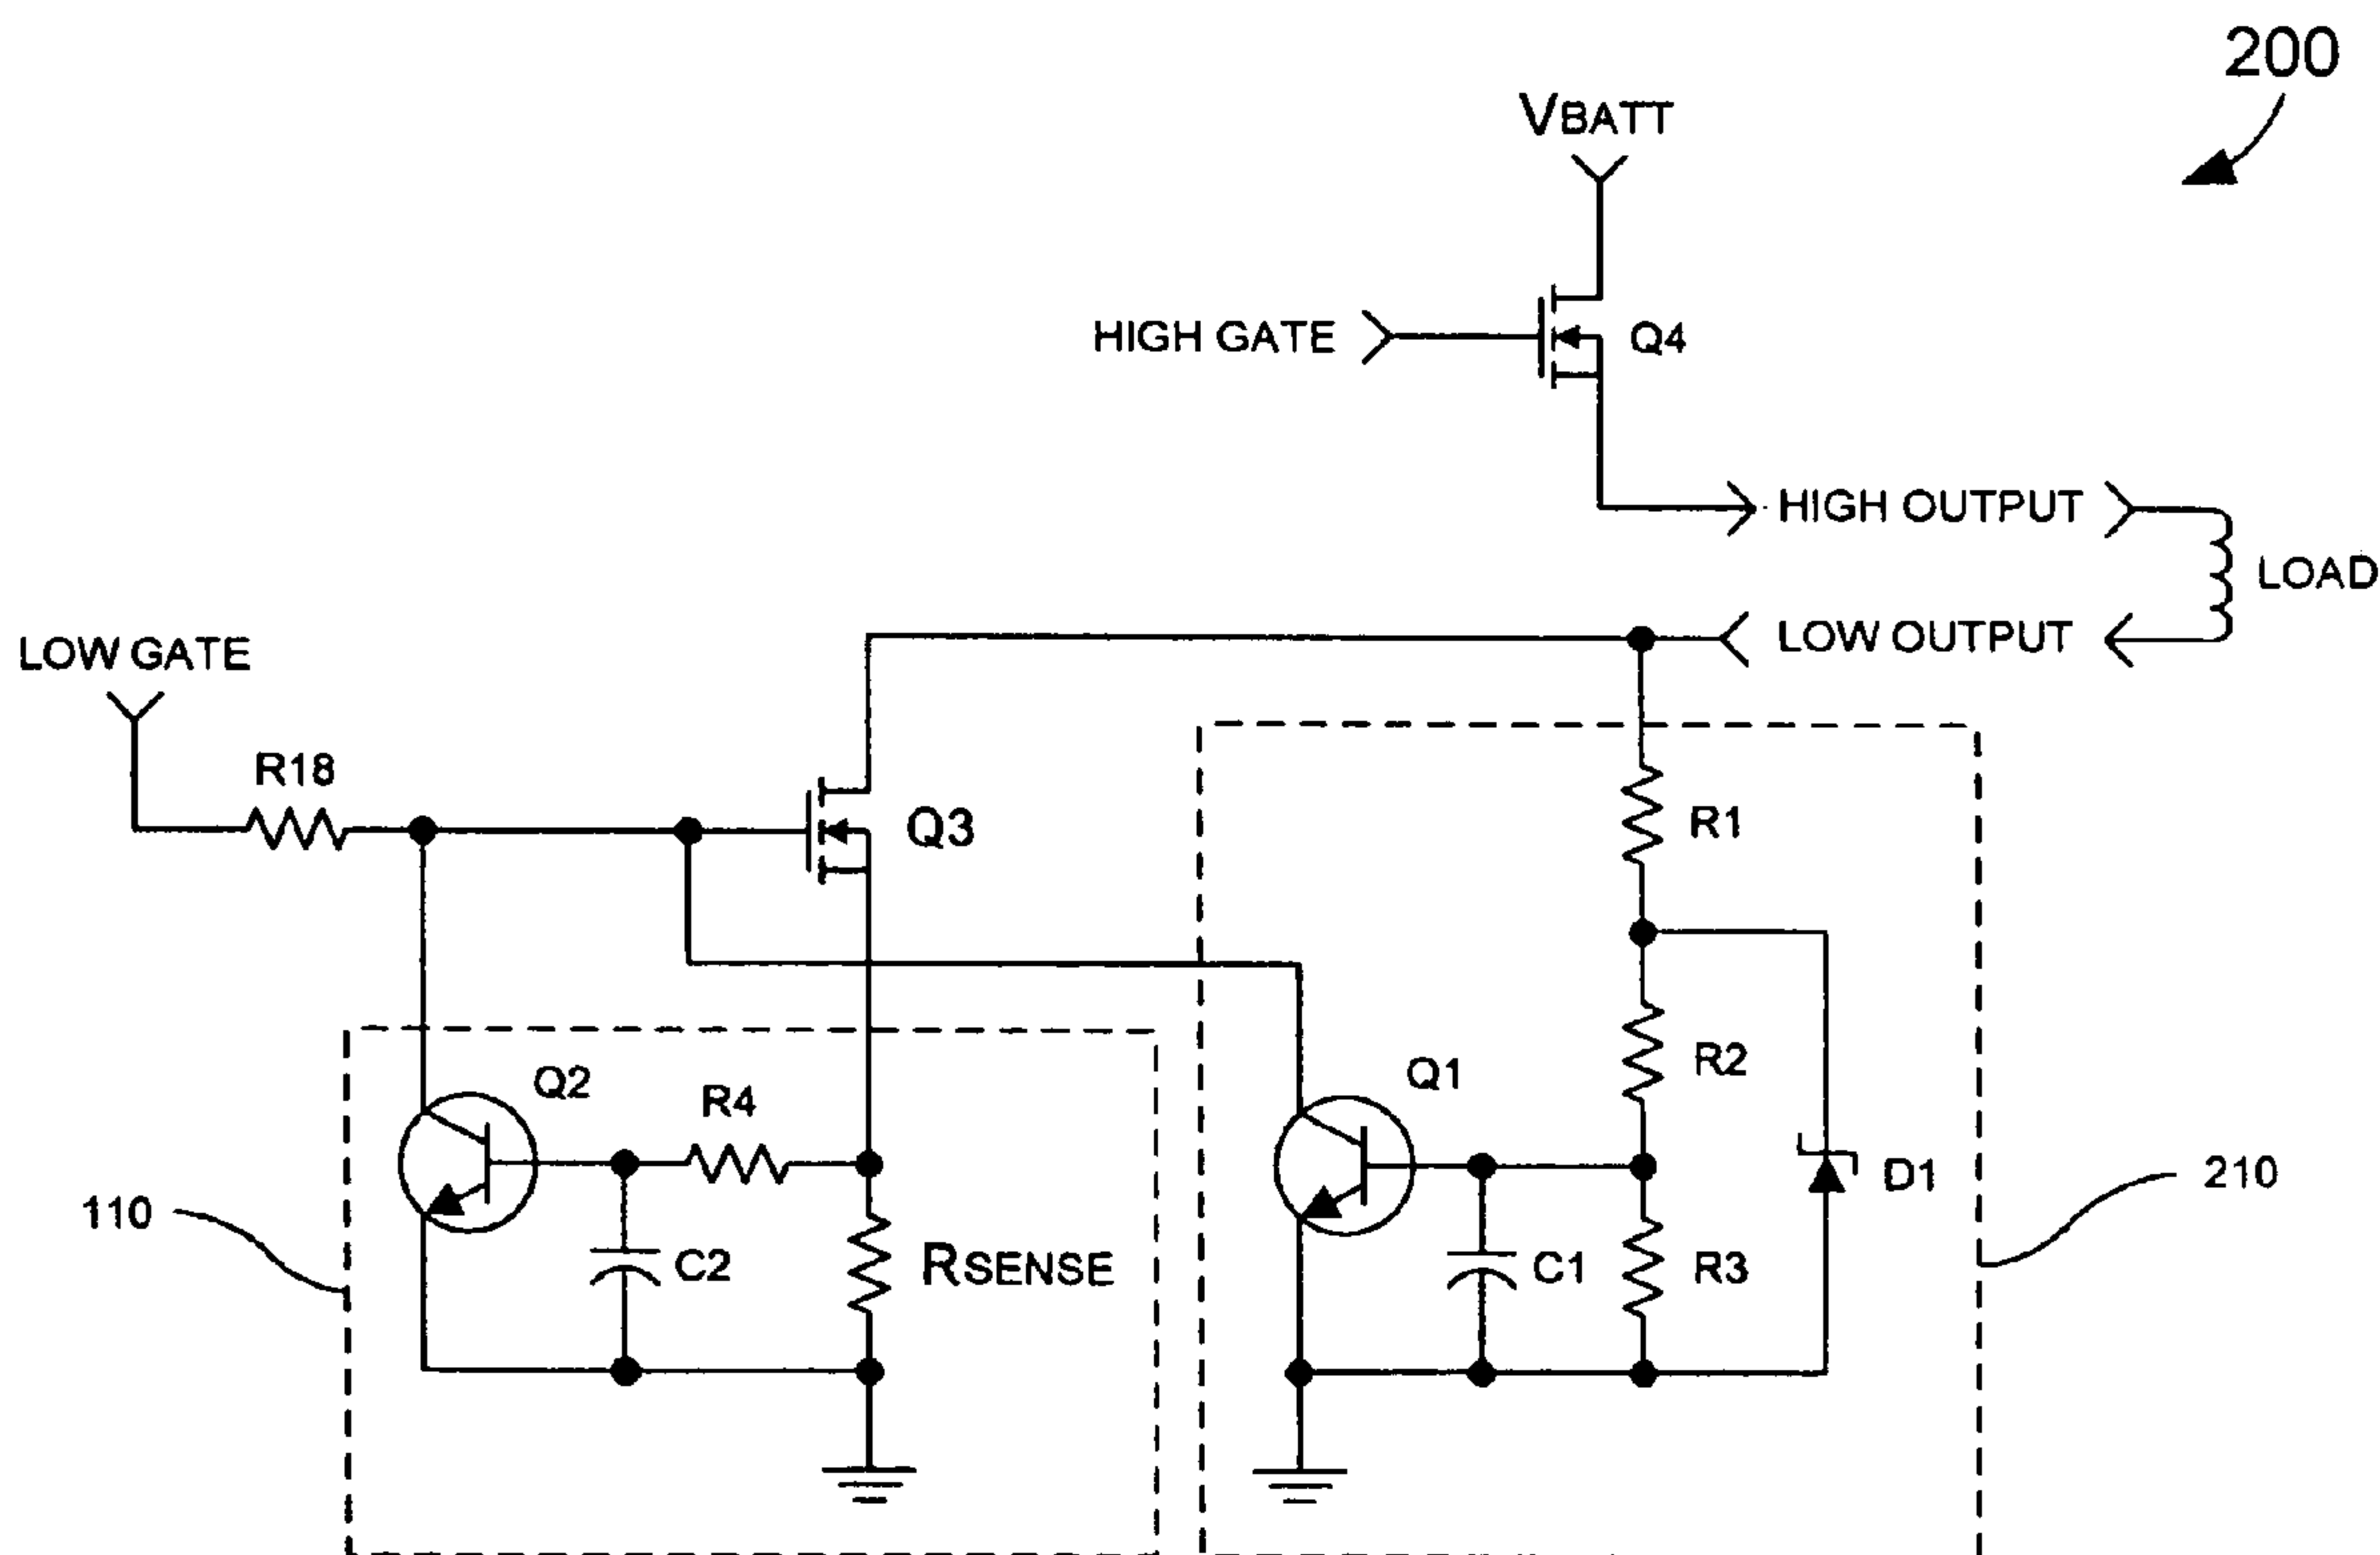 200
VBATT
HIGH GATE
Q4
HIGH OUTPUT
LOAD
LOW OUTPUT
LOW GATE
R18
Q3
R1
Q2
R4
Q1
R2
110
C2
RSENSE
C1
R3
D1
210